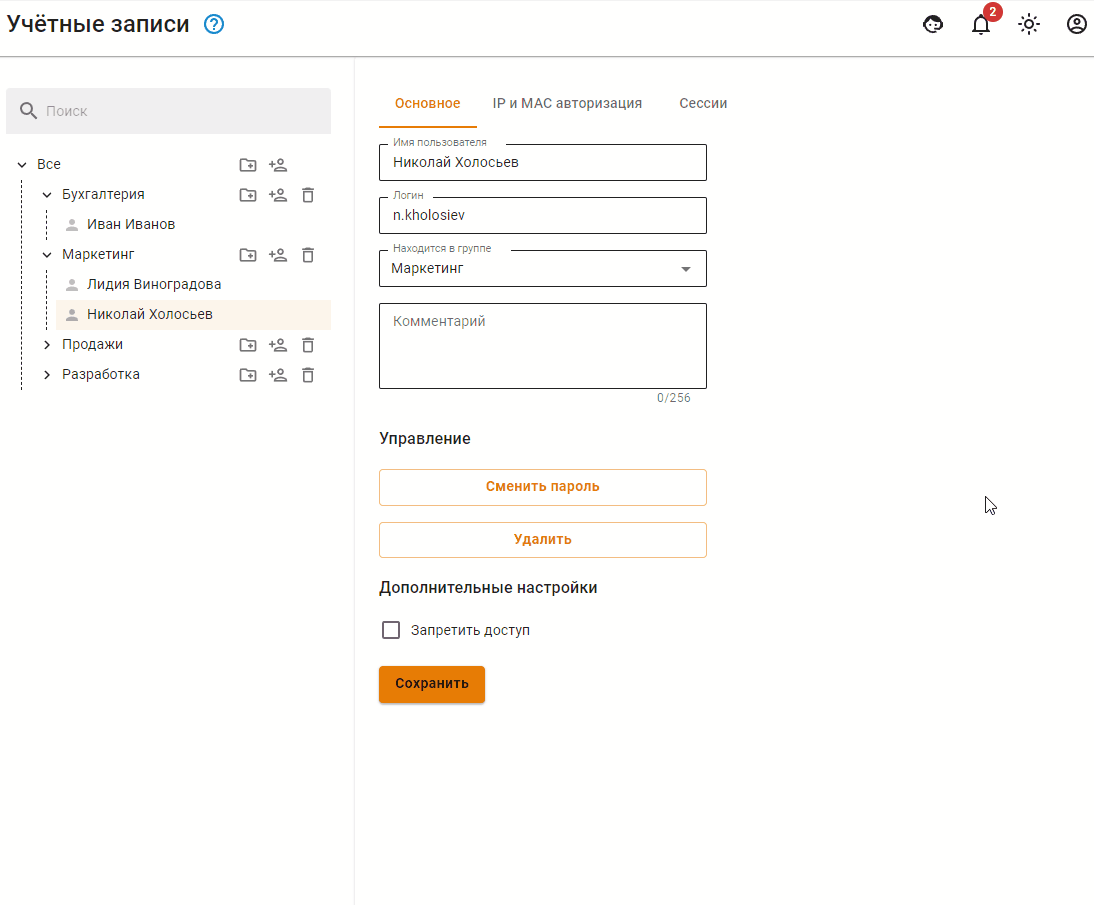 Учётные записи
2
Поиск
Все
Бухгалтерия
Иван Иванов
Маркетинг
Лидия Виноградова
Николай Холосьев
Продажи
Разработка
Основное IP и MAC авторизация Сессии
Имя пользователя
Николай Холосьев
Логин
n.kholosiev
Находится в группе
Маркетинг
Комментарий
0/256
Управление
Сменить пароль
Удалить
Дополнительные настройки
Запретить доступ
Сохранить